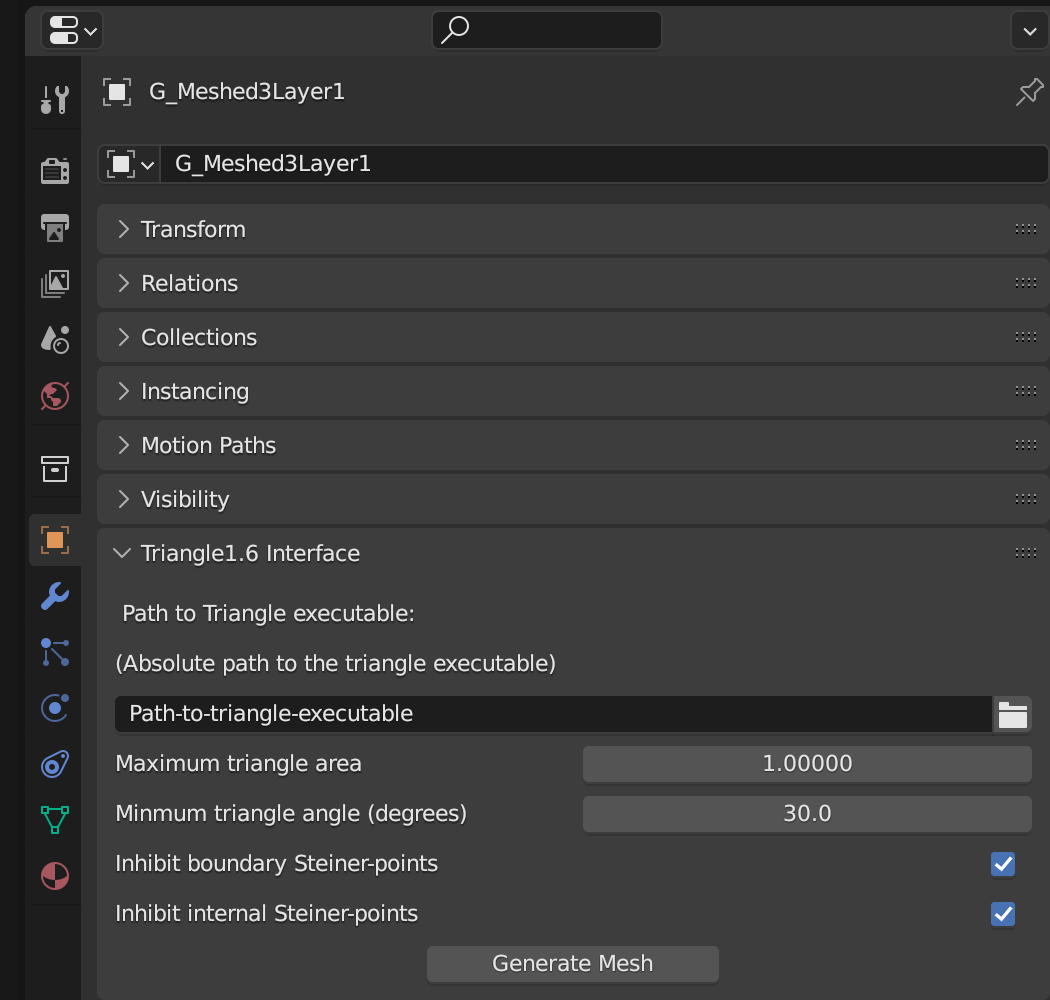 G_Meshed3Layer1
G_Meshed3Layer1
Transform
Relations
Collections
Instancing
Motion Paths
Visibility
Triangle1.6 Interface
Path to Triangle executable:
(Absolute path to the triangle executable)
Path-to-triangle-executable
Maximum triangle area 1.00000
Minmum triangle angle (degrees) 30.0
Inhibit boundary Steiner-points
Inhibit internal Steiner-points
Generate Mesh